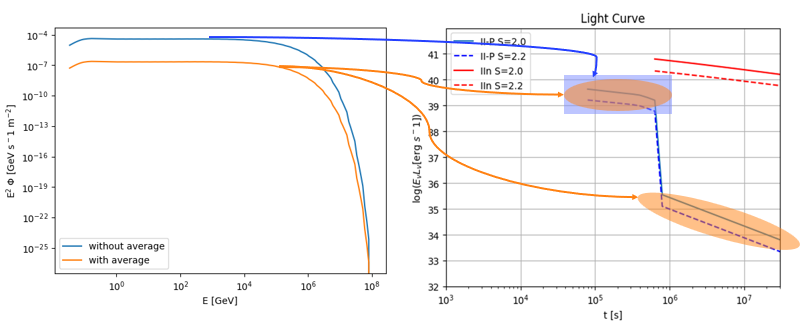 10⁻⁴
10⁻⁷
10⁻¹⁰
10⁻¹³
10⁻¹⁶
10⁻¹⁹
10⁻²²
10⁻²⁵
E² Φ [GeV s⁻¹ m⁻²]
without average
with average
10⁰
10²
10⁴
10⁶
10⁸
E [GeV]
Light Curve
II-P S=2.0
II-P S=2.2
IIn S=2.0
IIn S=2.2
41
40
39
38
37
36
35
34
33
32
log(EᵥLᵥ[erg s−1])
10³
10⁴
10⁵
10⁶
10⁷
t [s]